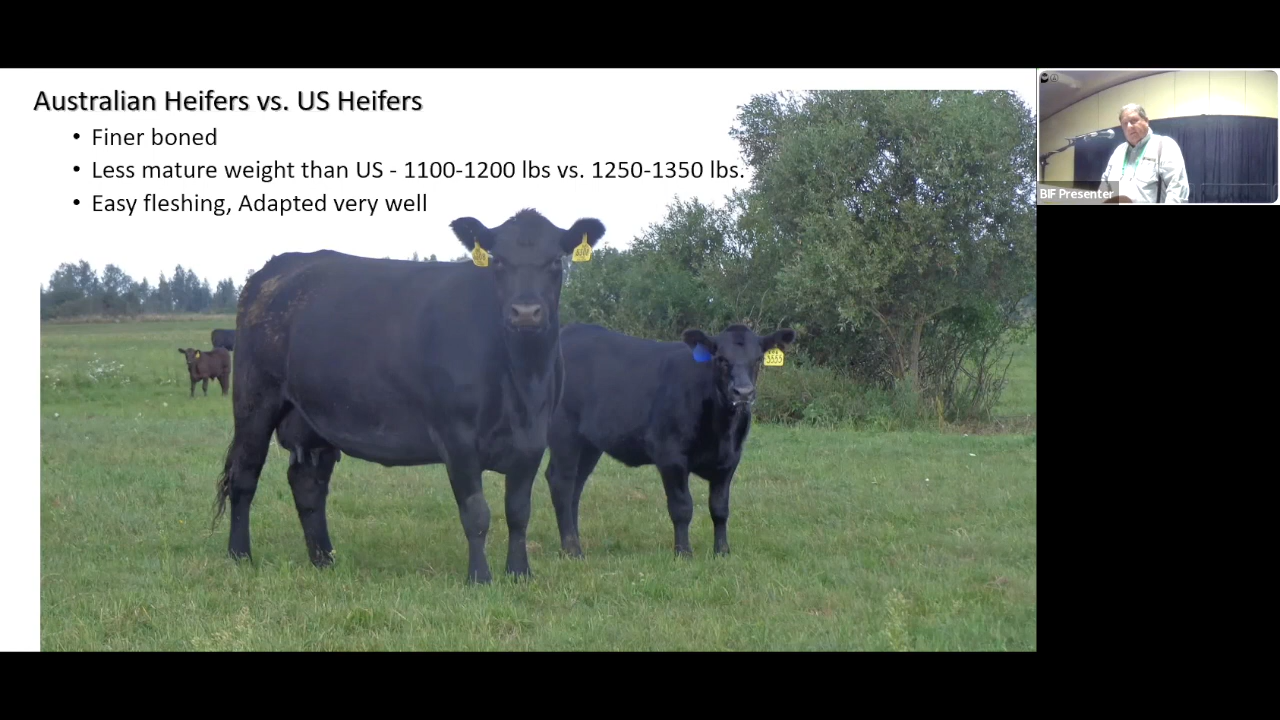 Australian Heifers vs. US Heifers
• Finer boned
• Less mature weight than US - 1100-1200 lbs vs. 1250-1350 lbs.
• Easy fleshing, Adapted very well
BIF Presenter